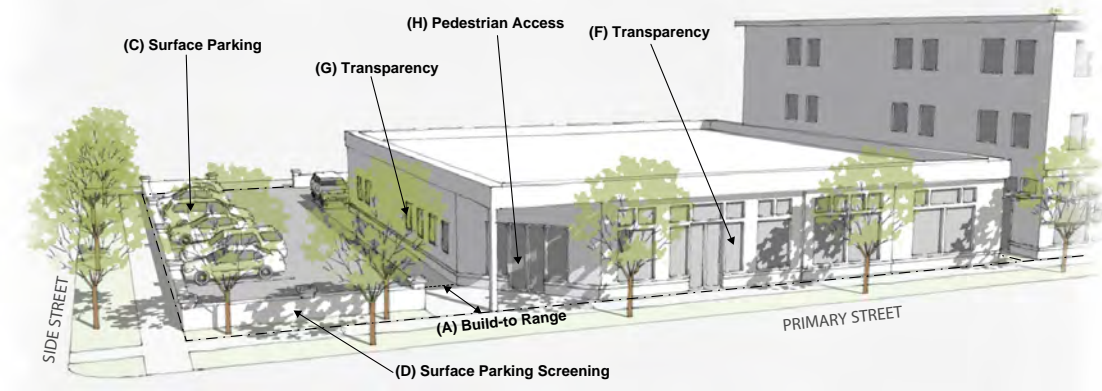 (H) Pedestrian Access
(F) Transparency
(C) Surface Parking
(G) Transparency
SIDE STREET
(A) Build-to Range
PRIMARY STREET
(D) Surface Parking Screening